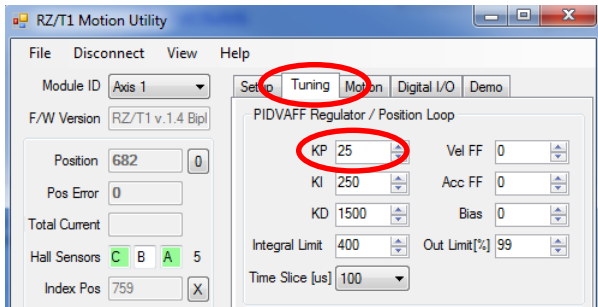 RZ/T1 Motion Utility
File Disconnect View Help
Module ID Axis 1
F/W Version RZ/T1 v.1.4 Bipl
Position 682 0
Pos Error 0
Total Current
Hall Sensors C B A 5
Index Pos 759 X
Setup Tuning Motion Digital I/O Demo
PIDVAFF Regulator / Position Loop
KP 25 Vel FF 0
KI 250 Acc FF 0
KD 1500 Bias 0
Integral Limit 400 Out Limit[%] 99
Time Slice [us] 100